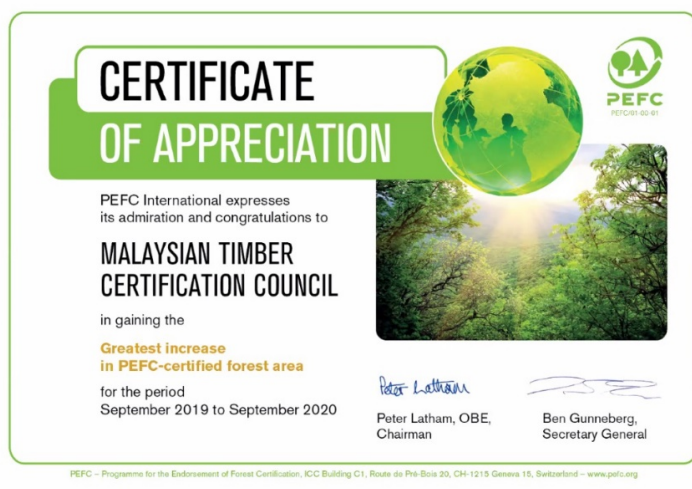 CERTIFICATE
OF APPRECIATION
PEFC
PEFC/01-00-01
PEFC International expresses
its admiration and congratulations to
MALAYSIAN TIMBER
CERTIFICATION COUNCIL
in gaining the
Greatest increase
in PEFC-certified forest area
for the period
September 2019 to September 2020
Peter Latham
Peter Latham, OBE,
Chairman
Ben Gunneberg,
Secretary General
PEFC – Programme for the Endorsement of Forest Certification, ICC Building C1, Route de Pré-Bois 20, CH-1215 Geneva 15, Switzerland – www.pefc.org